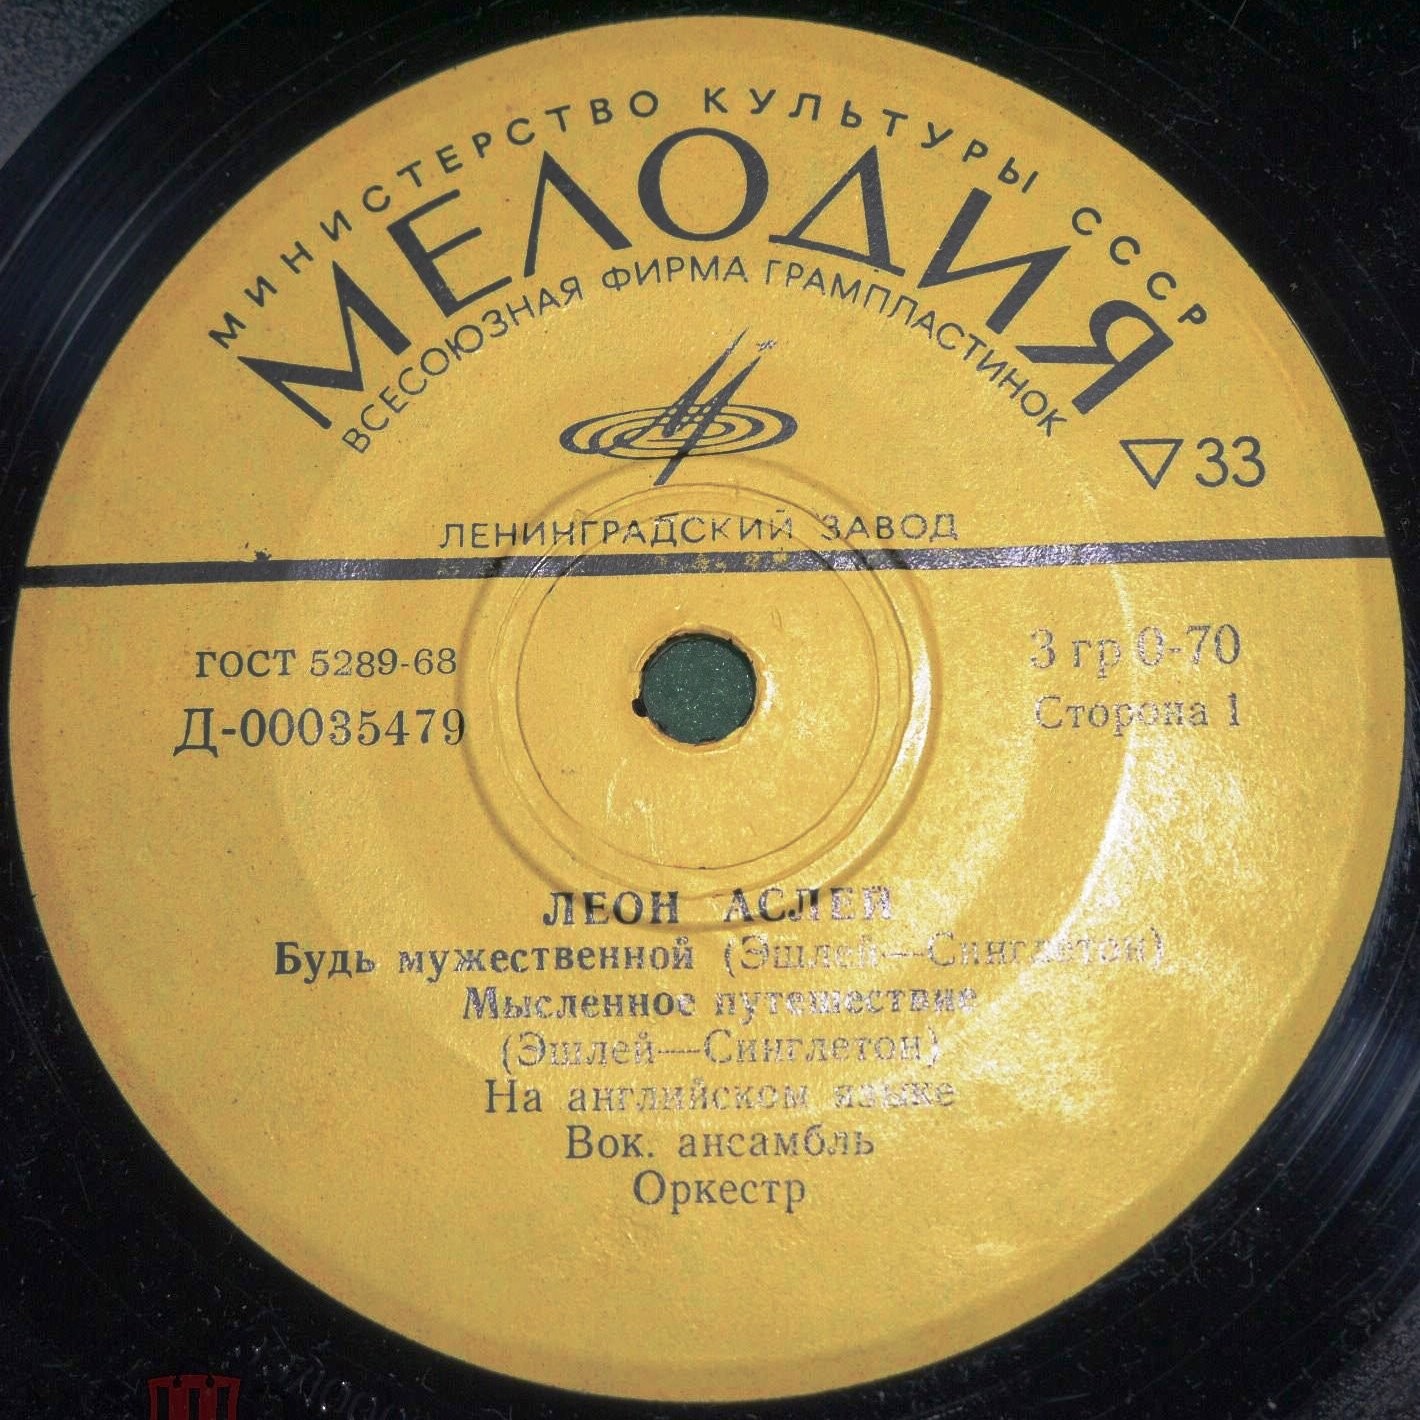 МИНИСТЕРСТВО КУЛЬТУРЫ СССР
МЕЛОДИЯ
ВСЕСОЮЗНАЯ ФИРМА ГРАМПЛАСТИНОК
33
ЛЕНИНГРАДСКИЙ ЗАВОД
ГОСТ 5289-68
Д-00035479
3 гр 0-70
Сторона 1
ЛЕОН АСЛЕЙ
Будь мужественной (Эшлей—Синглетон)
Мысленное путешествие
(Эшлей—Синглетон)
На английском языке
Вок. ансамбль
Оркестр